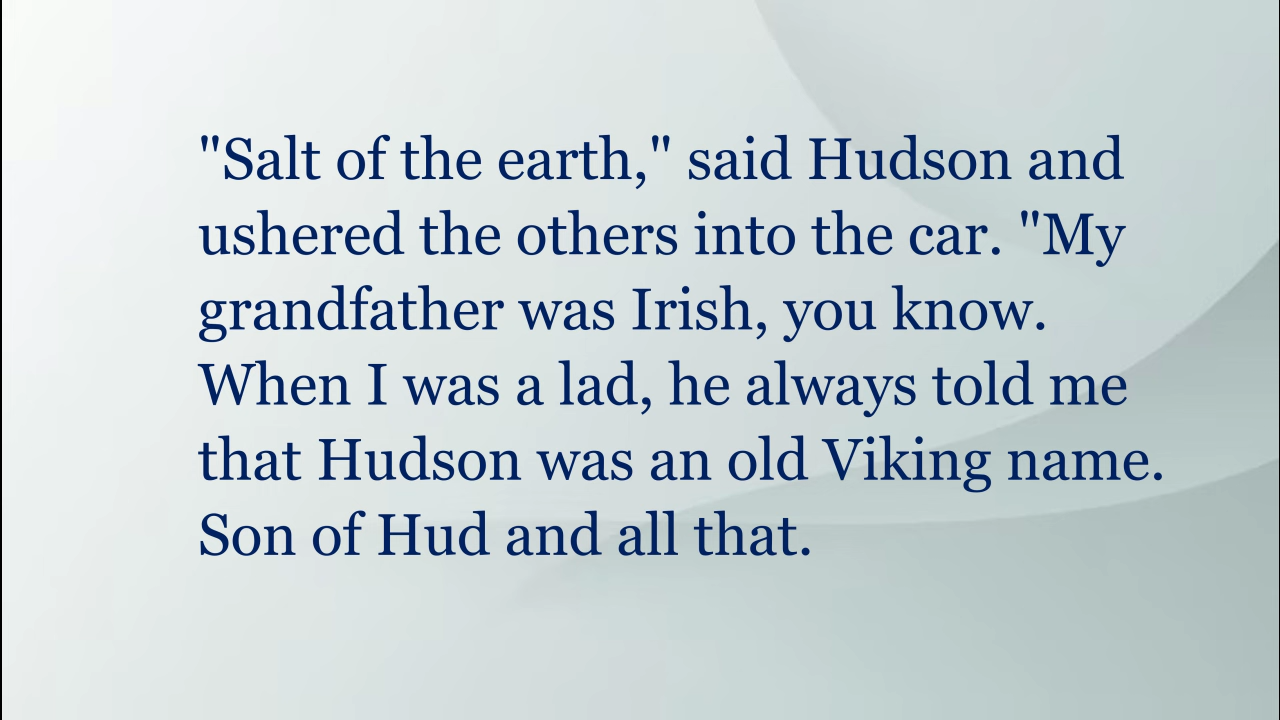 "Salt of the earth," said Hudson and
ushered the others into the car. "My
grandfather was Irish, you know.
When I was a lad, he always told me
that Hudson was an old Viking name.
Son of Hud and all that.